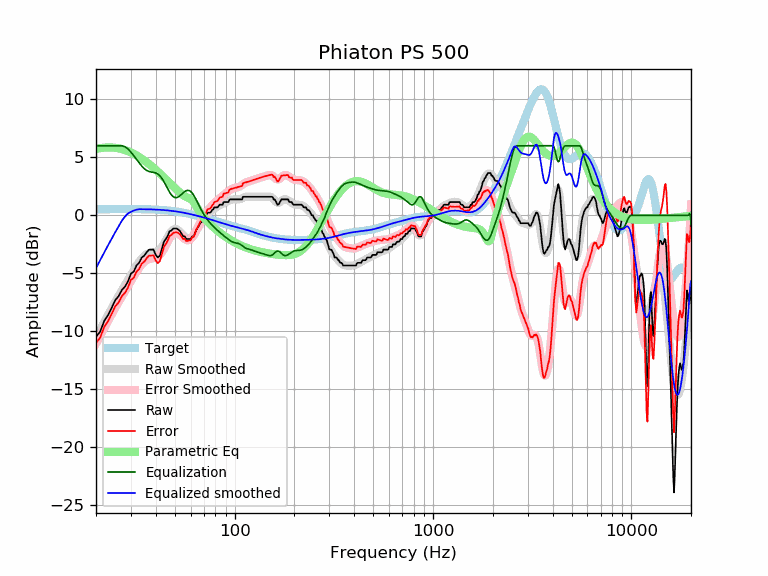 Phiaton PS 500
Amplitude (dBr)
10
5
0
−5
−10
−15
−20
−25
Target
Raw Smoothed
Error Smoothed
Raw
Error
Parametric Eq
Equalization
Equalized smoothed
100
1000
10000
Frequency (Hz)